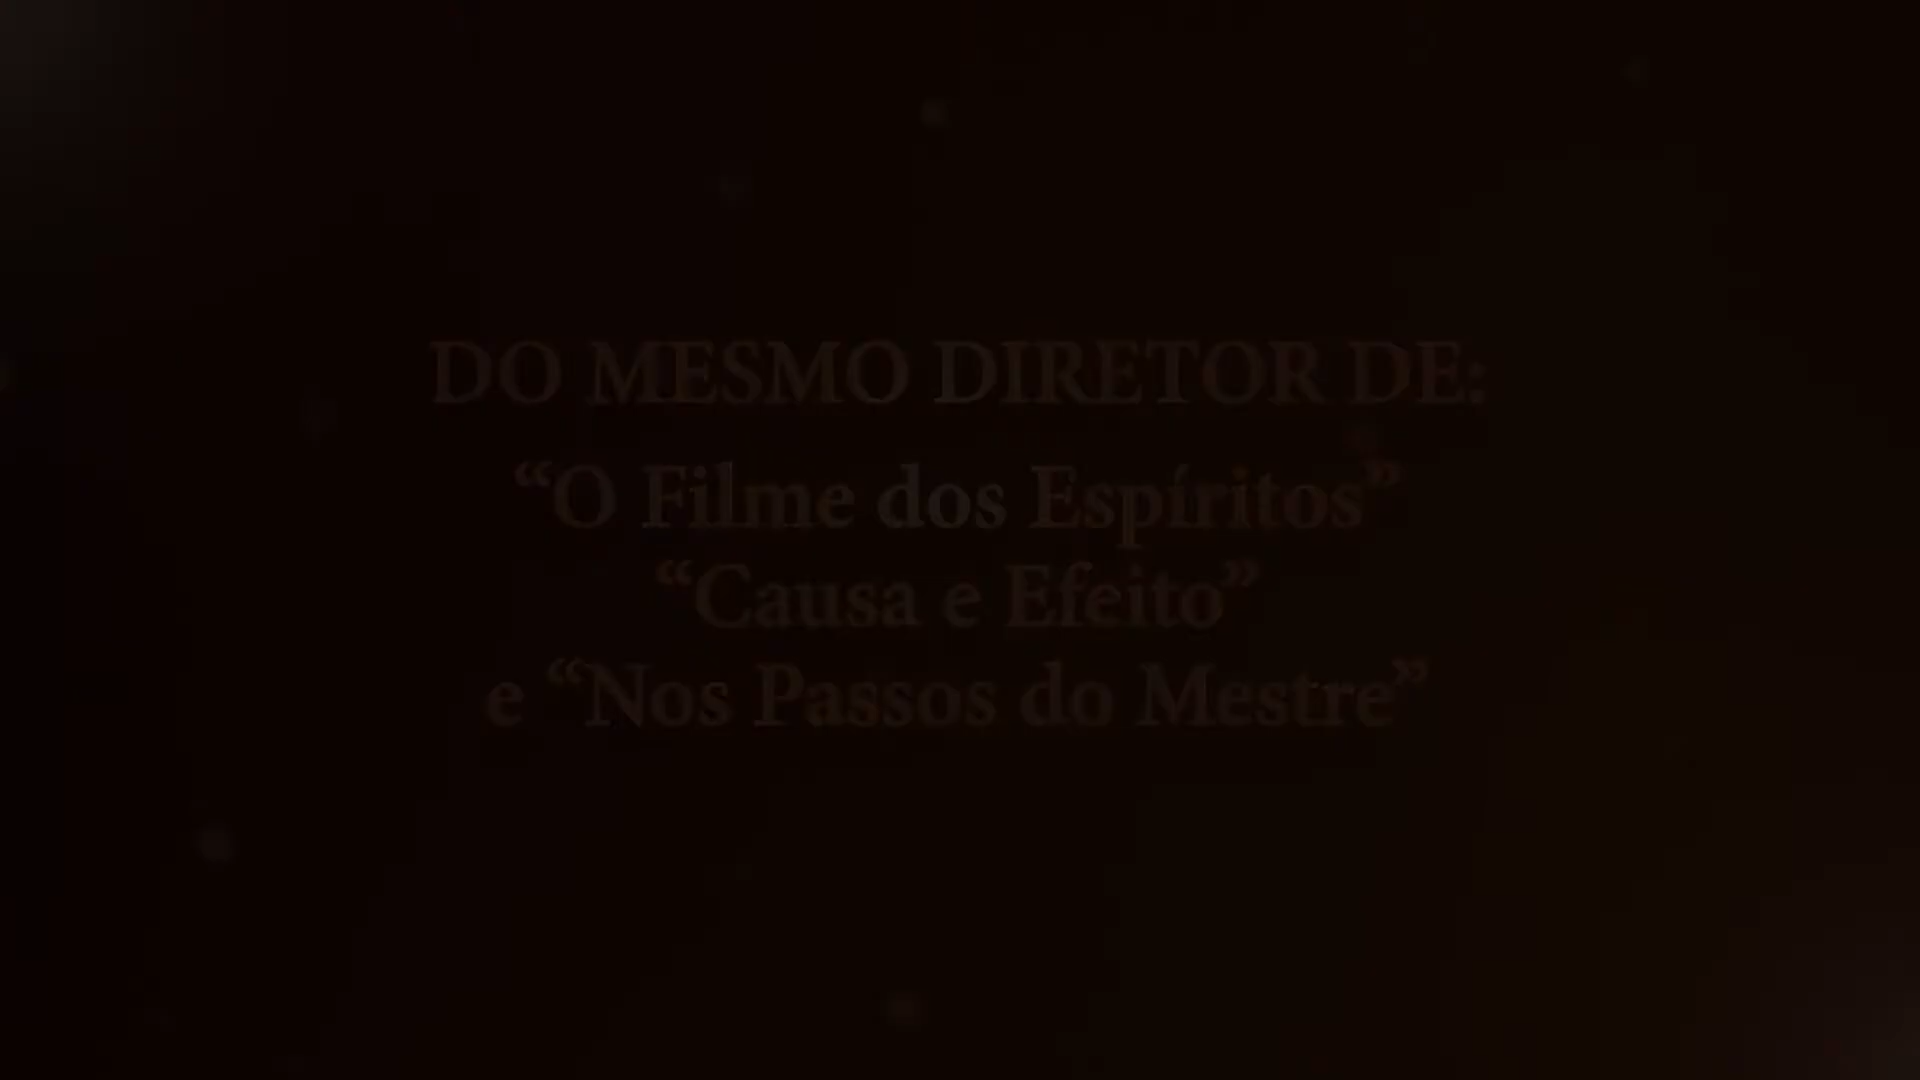 DO MESMO DIRETOR DE:
“O Filme dos Espíritos”
“Causa e Efeito”
e “Nos Passos do Mestre”